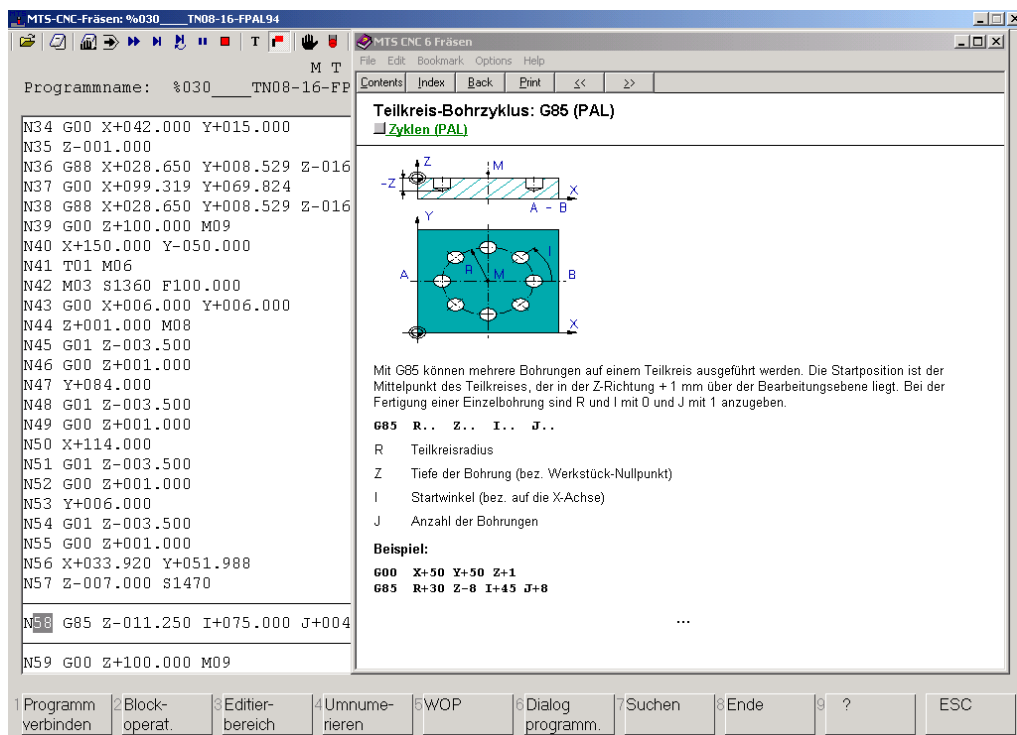 MTS-CNC-Fräsen: %030____TN08-16-FPAL94
T
M T
Programmname: %030____TN08-16-FP
N34 G00 X+042.000 Y+015.000
N35 Z-001.000
N36 G88 X+028.650 Y+008.529 Z-016
N37 G00 X+099.319 Y+069.824
N38 G88 X+028.650 Y+008.529 Z-016
N39 G00 Z+100.000 M09
N40 X+150.000 Y-050.000
N41 T01 M06
N42 M03 S1360 F100.000
N43 G00 X+006.000 Y+006.000
N44 Z+001.000 M08
N45 G01 Z-003.500
N46 G00 Z+001.000
N47 Y+084.000
N48 G01 Z-003.500
N49 G00 Z+001.000
N50 X+114.000
N51 G01 Z-003.500
N52 G00 Z+001.000
N53 Y+006.000
N54 G01 Z-003.500
N55 G00 Z+001.000
N56 X+033.920 Y+051.988
N57 Z-007.000 S1470
N58 G85 Z-011.250 I+075.000 J+004
N59 G00 Z+100.000 M09
MTS CNC 6 Fräsen
File Edit Bookmark Options Help
Contents Index Back Print << >>
Teilkreis-Bohrzyklus: G85 (PAL)
Zyklen (PAL)
Z M
-Z X
A - B
Y
I
A R M B
X
Mit G85 können mehrere Bohrungen auf einem Teilkreis ausgeführt werden. Die Startposition ist der
Mittelpunkt des Teilkreises, der in der Z-Richtung + 1 mm über der Bearbeitungsebene liegt. Bei der
Fertigung einer Einzelbohrung sind R und I mit 0 und J mit 1 anzugeben.
G85 R.. Z.. I.. J..
R Teilkreisradius
Z Tiefe der Bohrung (bez. Werkstück-Nullpunkt)
I Startwinkel (bez. auf die X-Achse)
J Anzahl der Bohrungen
Beispiel:
G00 X+50 Y+50 Z+1
G85 R+30 Z-8 I+45 J+8
...
1 Programm 2 Block- 3 Editier- 4 Umnume- 5 WOP 6 Dialog 7 Suchen 8 Ende 9 ? ESC
verbinden operat. bereich rieren programm.